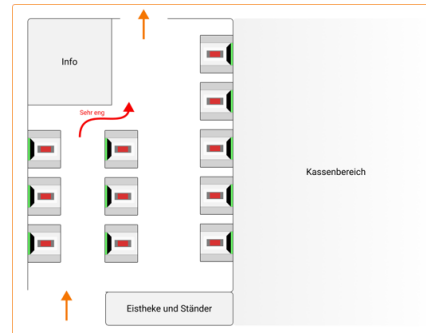 Info
Sehr eng
Kassenbereich
Eistheke und Ständer